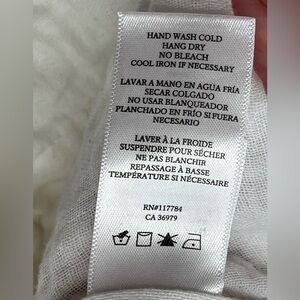 HAND WASH COLD
HANG DRY
NO BLEACH
COOL IRON IF NECESSARY
LAVAR A MANO EN AGUA FRÍA
SECAR COLGADO
NO USAR BLANQUEADOR
PLANCHADO EN FRÍO SI FUERA
NECESARIO
LAVER À LA FROIDE
SUSPENDRE POUR SÉCHER
NE PAS BLANCHIR
REPASSAGE À BASSE
TEMPÉRATURE SI NÉCESSAIRE
RN#117784
CA 36979